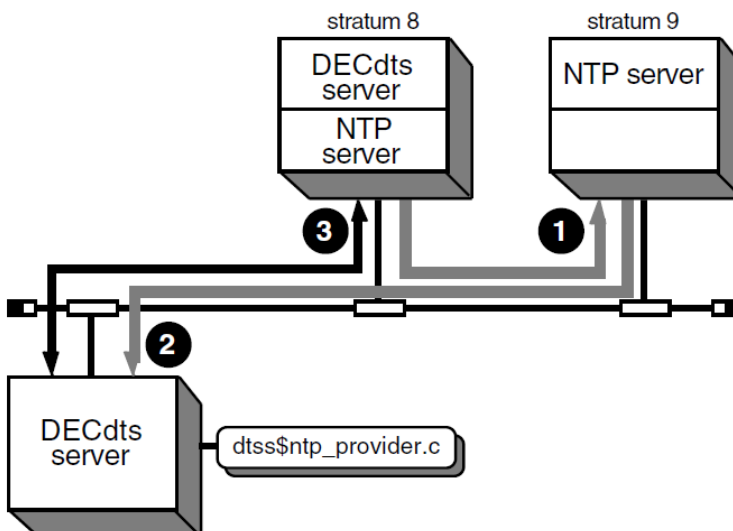 stratum 8
stratum 9
DECdts
server
NTP
server
NTP server
3
1
2
DECdts
server
dtss$ntp_provider.c